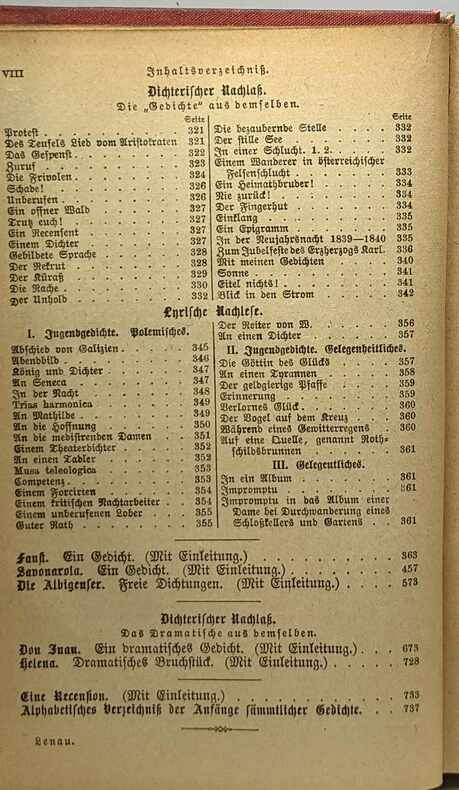 VIII Inhaltsverzeichniß.
Dichterischer Nachlaß.
Die „Gedichte“ aus demselben.
Seite
Protest . . . . . . . . . . 321
Des Teufels Lied vom Aristokraten 321
Das Gespenst . . . . . . . . 322
Zuruf . . . . . . . . . . 323
Die Frivolen . . . . . . . . 324
Schade! . . . . . . . . . . 326
Unberufen . . . . . . . . . 326
Ein offner Wald . . . . . . . 327
Trutz euch! . . . . . . . . . 327
Ein Recensent . . . . . . . . 327
Einem Dichter . . . . . . . . 327
Gebildete Sprache . . . . . . 328
Der Rekrut . . . . . . . . . 328
Der Küraß . . . . . . . . . 329
Die Nache . . . . . . . . . 330
Der Unhold . . . . . . . . . 332
Seite
Die bezaubernde Stelle . . . . 332
Der stille See . . . . . . . . 332
In einer Schlucht. 1. 2. . . . . 332
Einem Wanderer in österreichischer
Felsenschlucht . . . . . . . 333
Ein Heimathbruder! . . . . . . 334
Nie zurück! . . . . . . . . . 334
Der Fingerhut . . . . . . . . 334
Einklang . . . . . . . . . . 335
Ein Epigramm . . . . . . . . 335
In der Neujahrsnacht 1839—1840 335
Zum Jubelfeste des Erzherzogs Karl. 336
Mit meinen Gedichten . . . . . 340
Sonne . . . . . . . . . . . 341
Eitel nichts! . . . . . . . . . 341
Blick in den Strom . . . . . . 342
Lyrische Nachlese.
I. Jugendgedichte. Polemisches.
Abschied von Galizien . . . . . 345
Abendbild . . . . . . . . . 346
König und Dichter . . . . . . 347
An Seneca . . . . . . . . . 347
In der Nacht . . . . . . . . 348
Trias harmonica . . . . . . . 349
An Mathilde . . . . . . . . . 349
An die Hoffnung . . . . . . . 350
An die medisirenden Damen . . . 351
Einem Theaterdichter . . . . . 352
An einen Tadler . . . . . . . 352
Musa teleologica . . . . . . . 353
Competenz . . . . . . . . . 353
Einem Forcirten . . . . . . . 354
Einem kritischen Nachtarbeiter . . 354
Einem unberufenen Lober . . . . 355
Guter Rath . . . . . . . . . 355
Der Reiter von W. . . . . . . 356
An einen Dichter . . . . . . . 357
II. Jugendgedichte. Gelegenheitliches.
Die Göttin des Glücks . . . . . 357
An einen Tyrannen . . . . . . 358
Der geldgierige Pfaffe . . . . . 359
Erinnerung . . . . . . . . . 359
Verlornes Glück . . . . . . . 360
Der Vogel auf dem Kreuz . . . . 360
Während eines Gewitterregens . . 360
Auf eine Quelle, genannt Roth-
schildsbrunnen . . . . . . . 361
III. Gelegentliches.
In ein Album . . . . . . . . 361
Impromptu . . . . . . . . . 361
Impromptu in das Album einer
Dame bei Durchwanderung eines
Schloßkellers und Gartens . . 361
Faust. Ein Gedicht. (Mit Einleitung.) . . . . . . . . . 363
Savonarola. Ein Gedicht. (Mit Einleitung.) . . . . . . . 457
Die Albigenser. Freie Dichtungen. (Mit Einleitung.) . . . . 573
Dichterischer Nachlaß.
Das Dramatische aus demselben.
Don Juan. Ein dramatisches Gedicht. (Mit Einleitung.) . . . 673
Helena. Dramatisches Bruchstück. (Mit Einleitung.) . . . . 728
Eine Recension. (Mit Einleitung.) . . . . . . . . . . 733
Alphabetisches Verzeichniß der Anfänge sämmtlicher Gedichte. . . 737
Lenau.